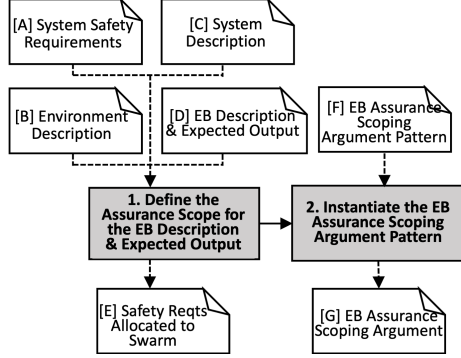 [A] System Safety
Requirements
[C] System
Description
[B] Environment
Description
[D] EB Description
& Expected Output
[F] EB Assurance
Scoping
Argument Pattern
1. Define the
Assurance Scope for
the EB Description
& Expected Output
2. Instantiate the EB
Assurance Scoping
Argument Pattern
[E] Safety Reqts
Allocated to
Swarm
[G] EB Assurance
Scoping Argument